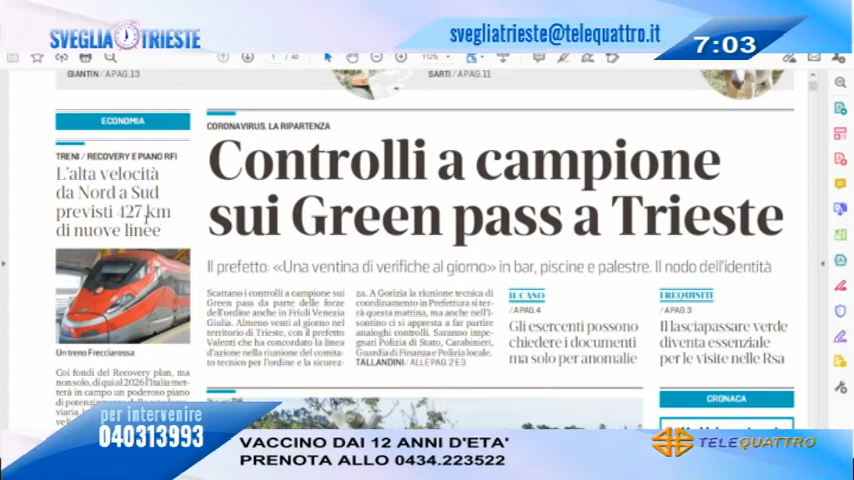 SVEGLIA TRIESTE
svegliatrieste@telequattro.it
7:03
1 / 40
112%
GIANTIN / A PAG. 13
SARTI / A PAG. 11
ECONOMIA
TRENI / RECOVERY E PIANO RFI
L'alta velocità
da Nord a Sud
previsti 427 km
di nuove linee
Un treno Frecciarossa
Coi fondi del Recovery plan, ma
non solo, di qui al 2026 l'Italia met-
terà in campo un poderoso piano
CORONAVIRUS. LA RIPARTENZA
Controlli a campione
sui Green pass a Trieste
Il prefetto: «Una ventina di verifiche al giorno» in bar, piscine e palestre. Il nodo dell'identità
Scattano i controlli a campione sui
Green pass da parte delle forze
dell'ordine anche in Friuli Venezia
Giulia. Almeno venti al giorno nel
territorio di Trieste, con il prefetto
Valenti che ha concordato la linea
d'azione nella riunione del comita-
to tecnico per l'ordine e la sicurez-
za. A Gorizia la riunione tecnica di
coordinamento in Prefettura si ter-
rà questa mattina, ma anche nell'I-
sontino ci si appresta a far partire
analoghi controlli. Saranno impe-
gnati Polizia di Stato, Carabinieri,
Guardia di Finanza e Polizia locale.
TALLANDINI / ALLE PAG. 2 E 3
IL CASO
/ A PAG. 4
Gli esercenti possono
chiedere i documenti
ma solo per anomalie
I REQUISITI
/ A PAG. 3
Il lasciapassare verde
diventa essenziale
per le visite nelle Rsa
CRONACA
per intervenire
040313993
VACCINO DAI 12 ANNI D'ETA'
PRENOTA ALLO 0434.223522
TELEQUATTRO